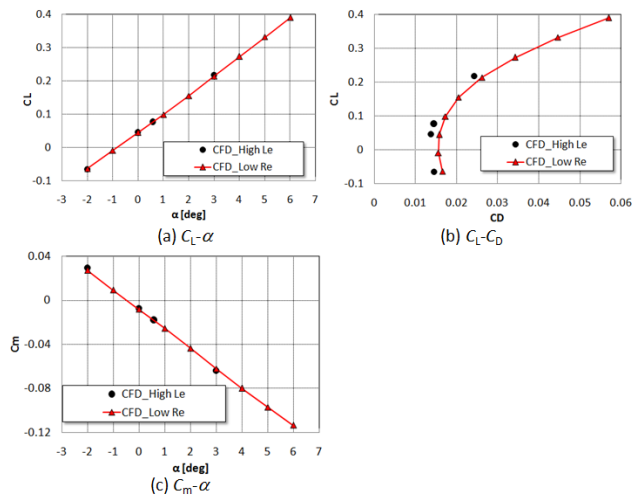 0.4
0.3
0.2
0.1
0
-0.1
CL
CFD_High Le
CFD_Low Re
-3 -2 -1 0 1 2 3 4 5 6 7
α [deg]
(a) CL-α
0.4
0.3
0.2
0.1
0
-0.1
CL
CFD_High Le
CFD_Low Re
0 0.01 0.02 0.03 0.04 0.05 0.06
CD
(b) CL-CD
0.04
0
-0.04
-0.08
-0.12
Cm
CFD_High Le
CFD_Low Re
-3 -2 -1 0 1 2 3 4 5 6 7
α [deg]
(c) Cm-α